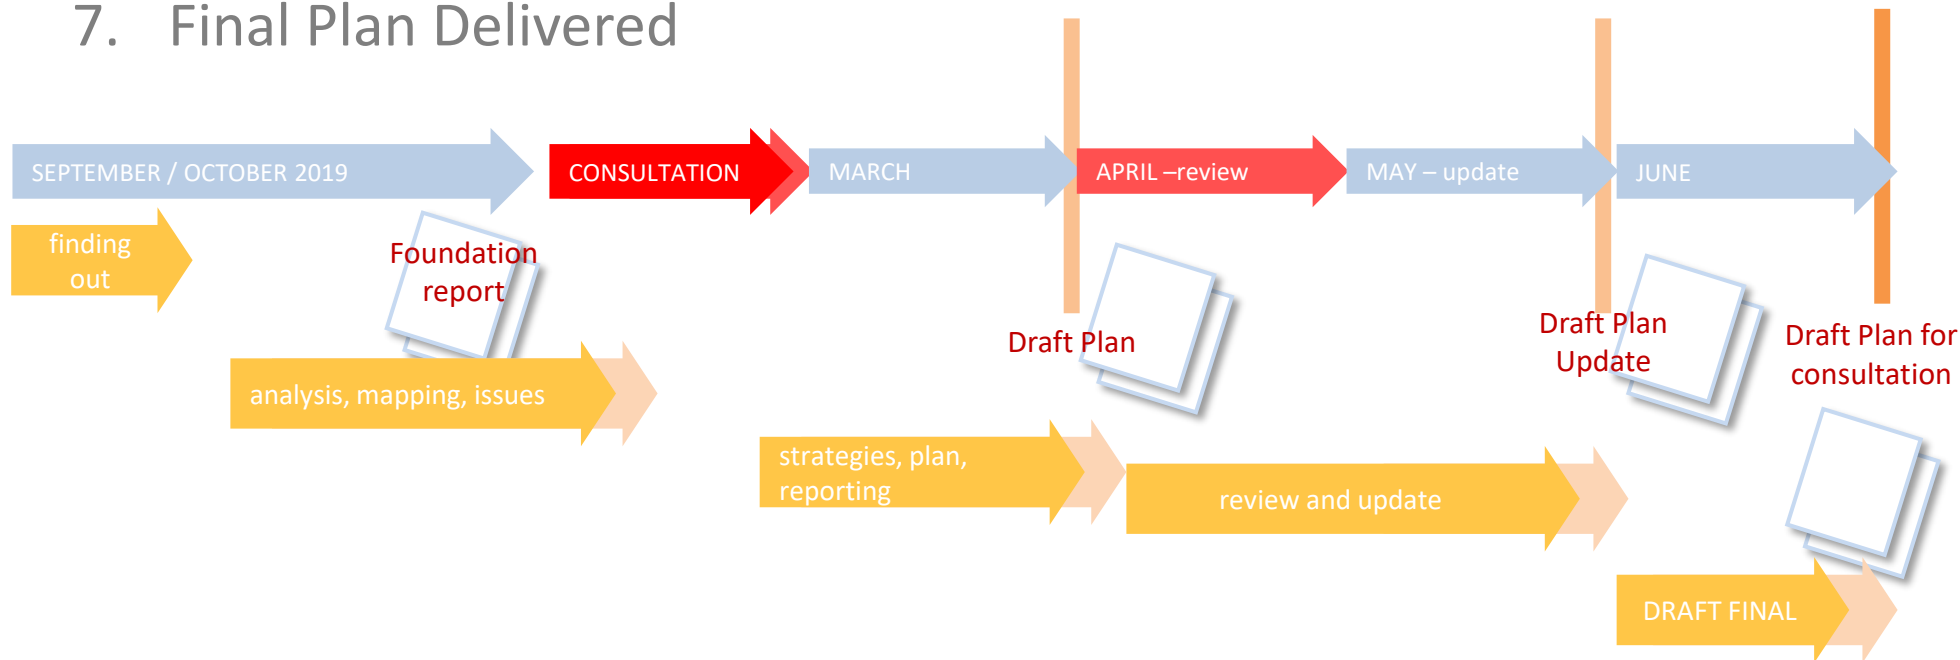 7. Final Plan Delivered
SEPTEMBER / OCTOBER 2019
CONSULTATION
MARCH
APRIL –review
MAY – update
JUNE
finding
out
Foundation
report
Draft Plan
Draft Plan
Update
Draft Plan for
consultation
analysis, mapping, issues
strategies, plan,
reporting
review and update
DRAFT FINAL